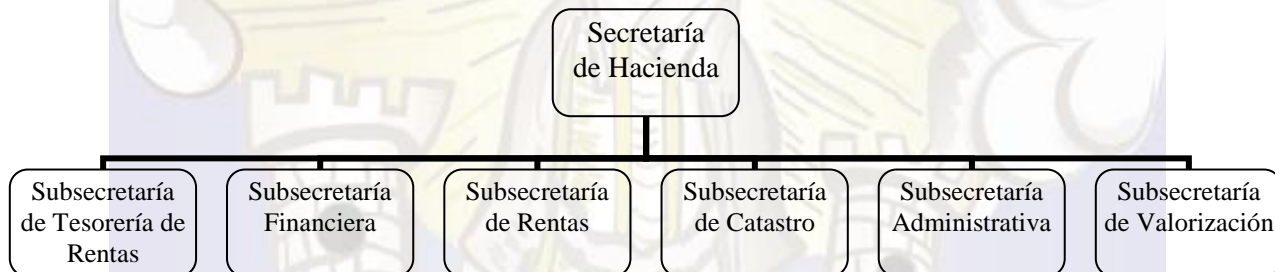 Secretaría
de Hacienda
Subsecretaría
de Tesorería de
Rentas
Subsecretaría
Financiera
Subsecretaría
de Rentas
Subsecretaría
de Catastro
Subsecretaría
Administrativa
Subsecretaría
de Valorización